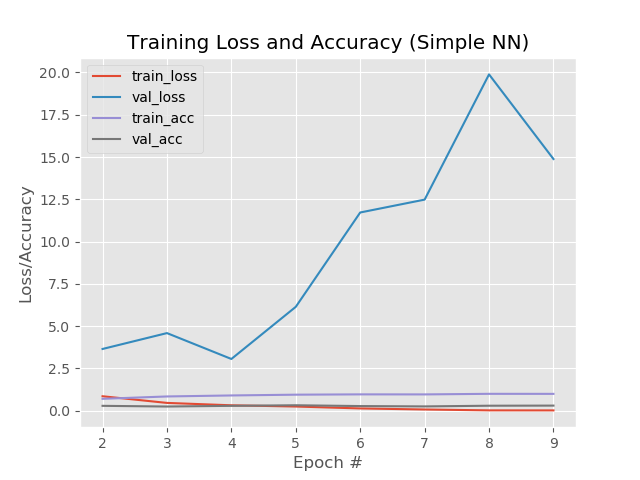 Training Loss and Accuracy (Simple NN)
train_loss
val_loss
train_acc
val_acc
20.0
17.5
15.0
12.5
10.0
7.5
5.0
2.5
0.0
Loss/Accuracy
2 3 4 5 6 7 8 9
Epoch #